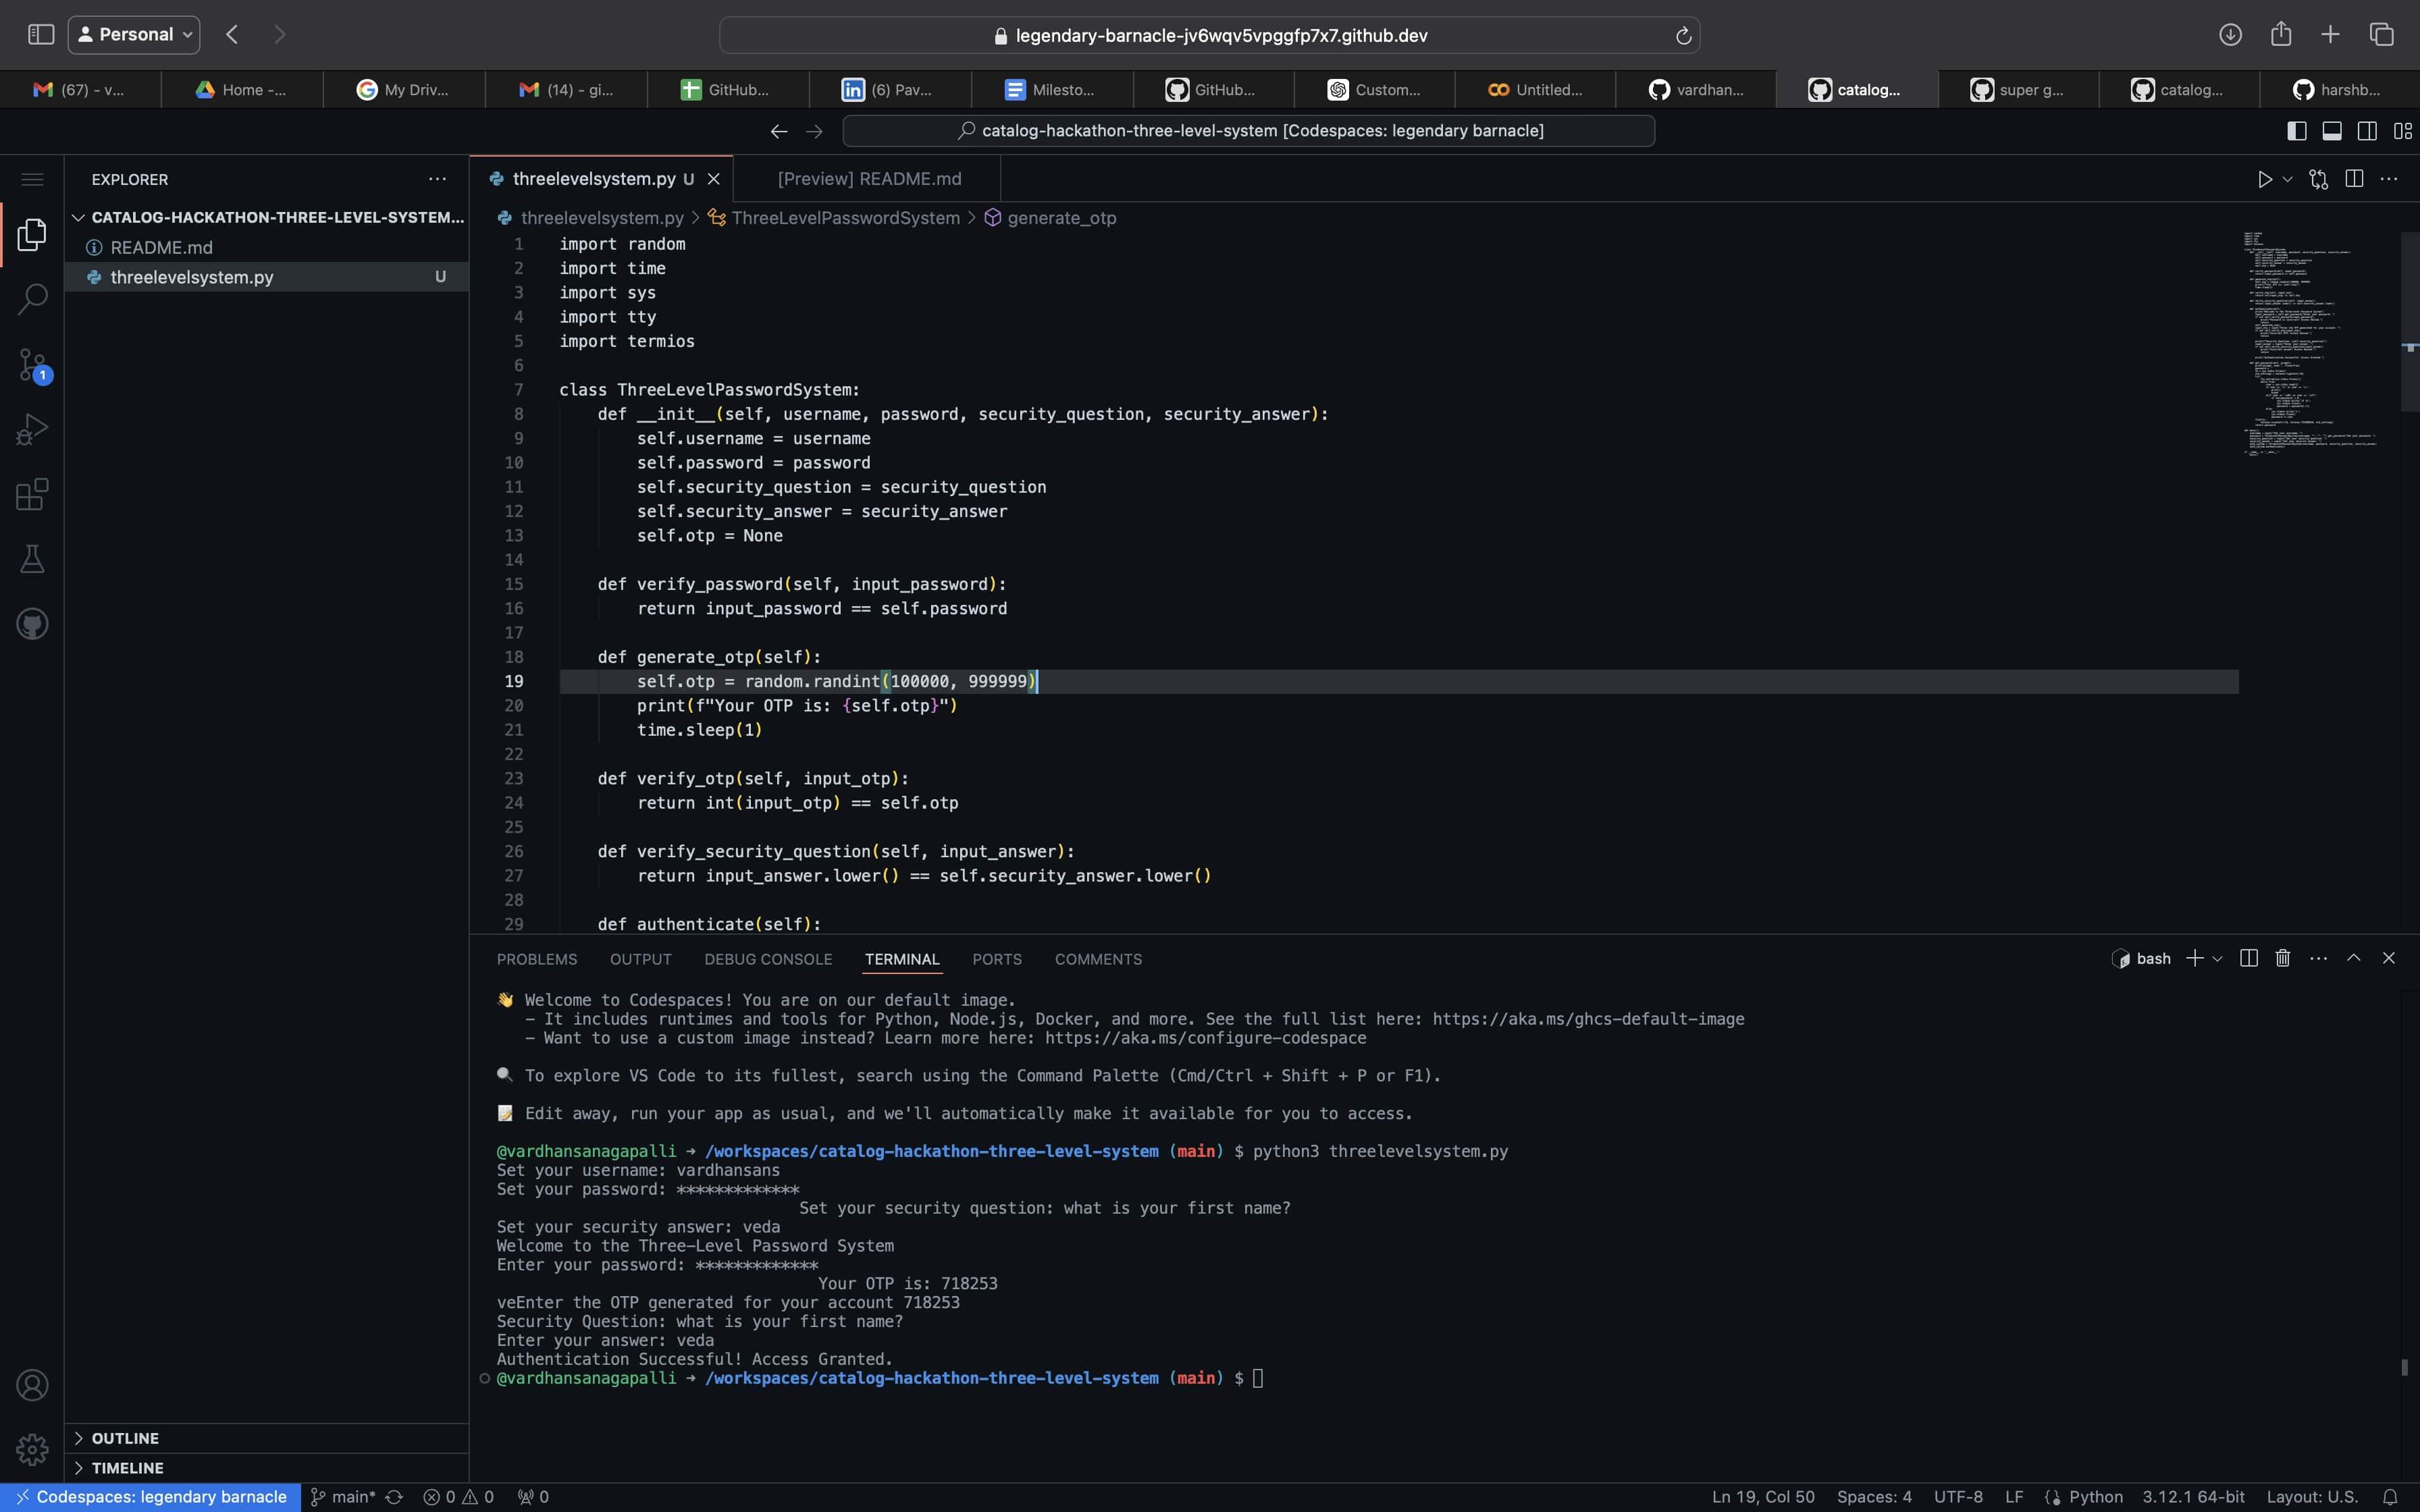 Personal
legendary-barnacle-jv6wqv5vpggfp7x7.github.dev
(67) - v...
Home -...
My Driv...
(14) - gi...
GitHub...
(6) Pav...
Milesto...
GitHub...
Custom...
Untitled...
vardhan...
catalog...
super g...
catalog...
harshb...
catalog-hackathon-three-level-system [Codespaces: legendary barnacle]
EXPLORER
CATALOG-HACKATHON-THREE-LEVEL-SYSTEM...
README.md
threelevelsystem.py U
1
OUTLINE
TIMELINE
threelevelsystem.py U
[Preview] README.md
threelevelsystem.py > ThreeLevelPasswordSystem > generate_otp
1 import random
2 import time
3 import sys
4 import tty
5 import termios
6
7 class ThreeLevelPasswordSystem:
8     def __init__(self, username, password, security_question, security_answer):
9         self.username = username
10         self.password = password
11         self.security_question = security_question
12         self.security_answer = security_answer
13         self.otp = None
14
15     def verify_password(self, input_password):
16         return input_password == self.password
17
18     def generate_otp(self):
19         self.otp = random.randint(100000, 999999)
20         print(f"Your OTP is: {self.otp}")
21         time.sleep(1)
22
23     def verify_otp(self, input_otp):
24         return int(input_otp) == self.otp
25
26     def verify_security_question(self, input_answer):
27         return input_answer.lower() == self.security_answer.lower()
28
29     def authenticate(self):
PROBLEMS OUTPUT DEBUG CONSOLE TERMINAL PORTS COMMENTS
bash
👋 Welcome to Codespaces! You are on our default image.
- It includes runtimes and tools for Python, Node.js, Docker, and more. See the full list here: https://aka.ms/ghcs-default-image
- Want to use a custom image instead? Learn more here: https://aka.ms/configure-codespace
🔍 To explore VS Code to its fullest, search using the Command Palette (Cmd/Ctrl + Shift + P or F1).
📝 Edit away, run your app as usual, and we'll automatically make it available for you to access.
@vardhansanagapalli ➜ /workspaces/catalog-hackathon-three-level-system (main) $ python3 threelevelsystem.py
Set your username: vardhansans
Set your password: *************
Set your security question: what is your first name?
Set your security answer: veda
Welcome to the Three-Level Password System
Enter your password: *************
Your OTP is: 718253
veEnter the OTP generated for your account 718253
Security Question: what is your first name?
Enter your answer: veda
Authentication Successful! Access Granted.
@vardhansanagapalli ➜ /workspaces/catalog-hackathon-three-level-system (main) $
Codespaces: legendary barnacle main* 0 0 0
Ln 19, Col 50 Spaces: 4 UTF-8 LF Python 3.12.1 64-bit Layout: U.S.